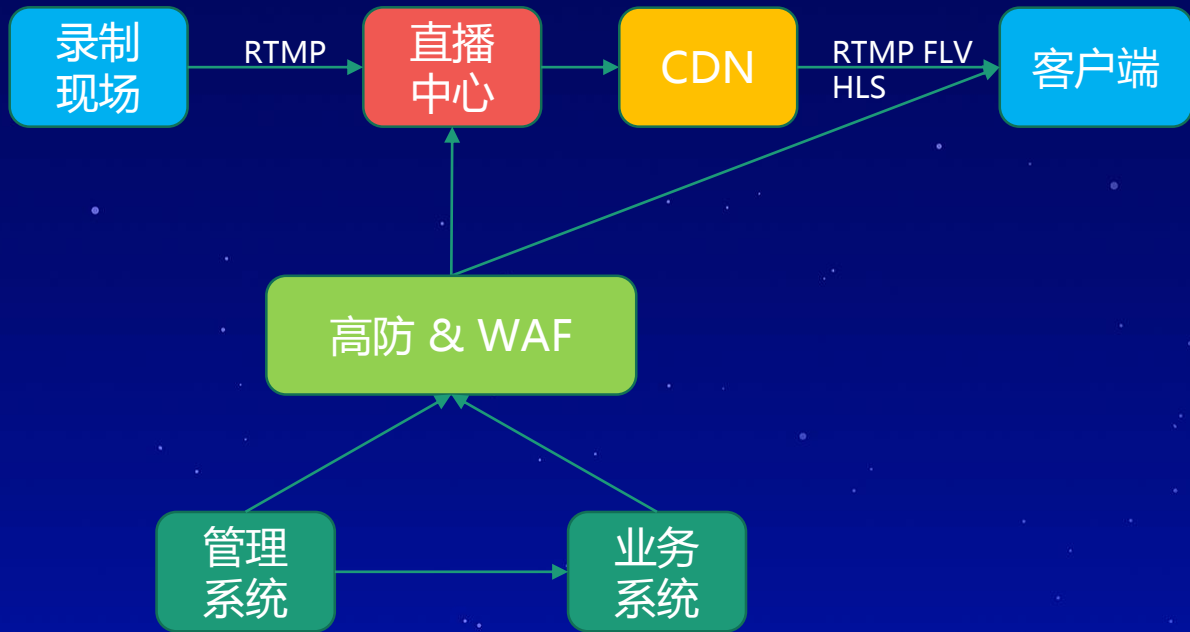 录制
现场
RTMP
直播
中心
CDN
RTMP FLV
HLS
客户端
高防 & WAF
管理
系统
业务
系统